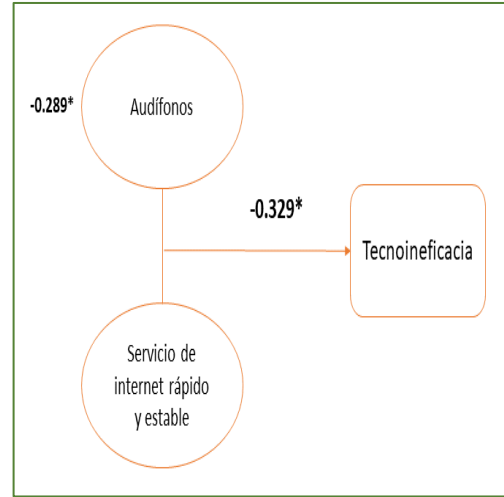 -0.289*
Audífonos
-0.329*
Tecnoineficacia
Servicio de
internet rápido
y estable